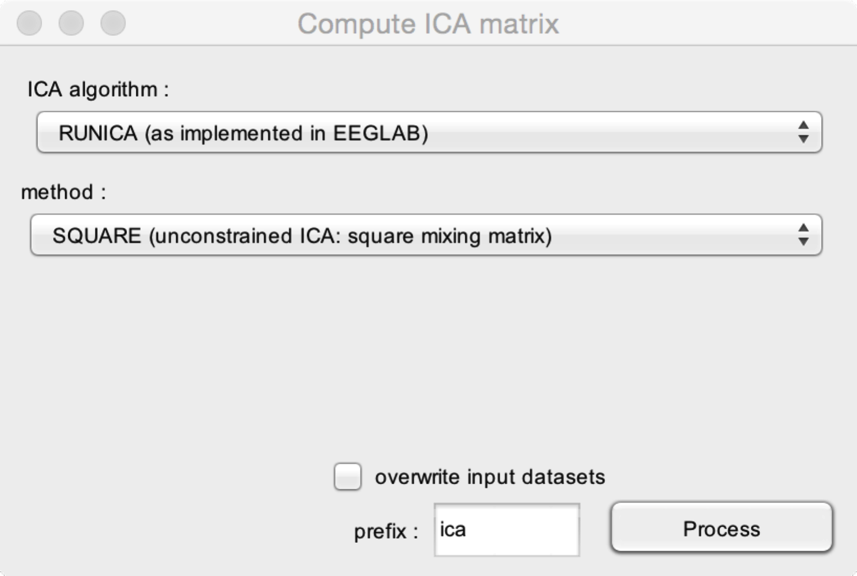 Compute ICA matrix
ICA algorithm :
RUNICA (as implemented in EEGLAB)
method :
SQUARE (unconstrained ICA: square mixing matrix)
overwrite input datasets
prefix : ica Process